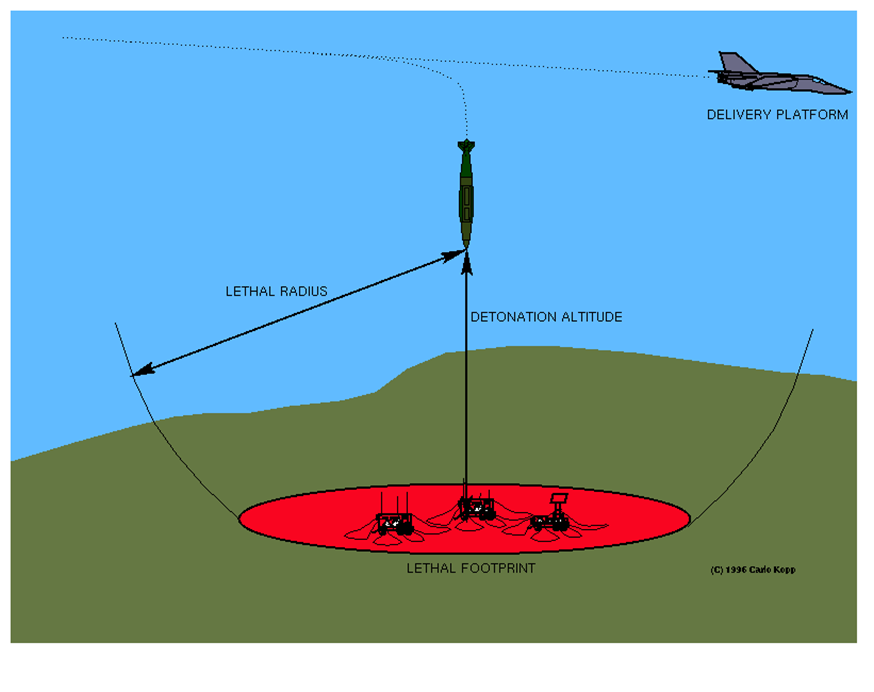 DELIVERY PLATFORM
LETHAL RADIUS
DETONATION ALTITUDE
LETHAL FOOTPRINT
(C) 1996 Carlo Kopp